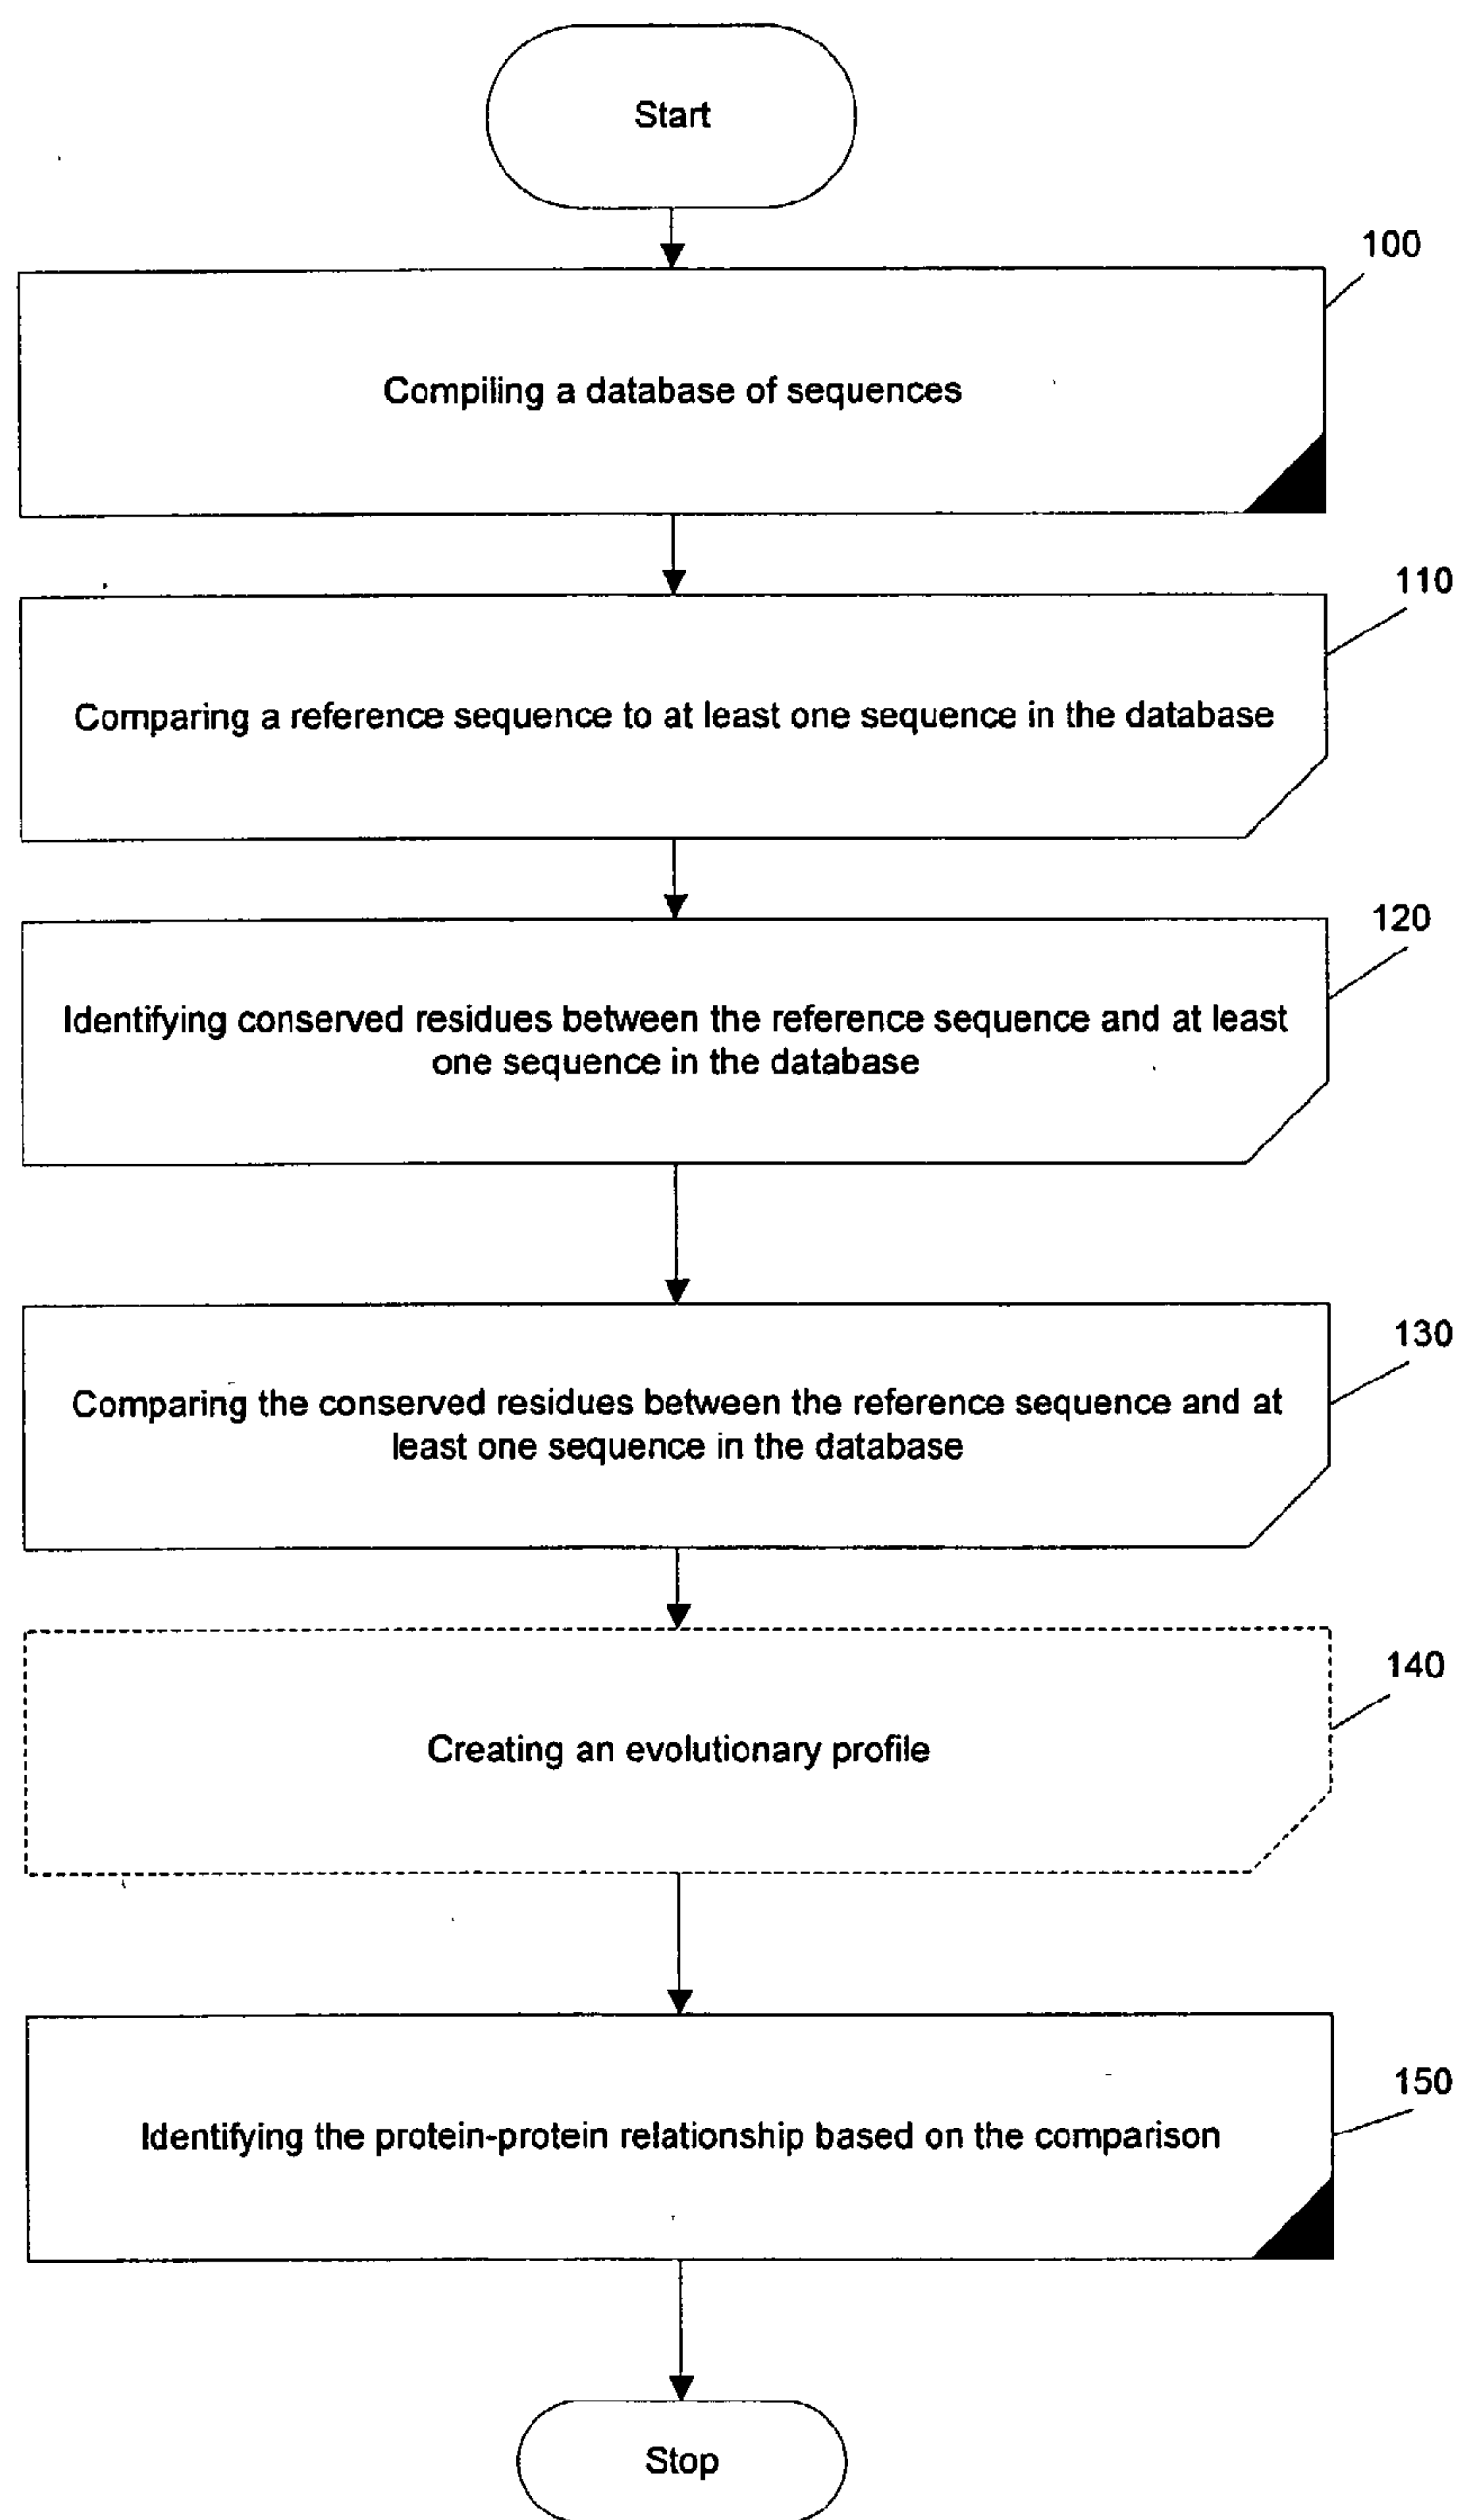 Start
100
Compiling a database of sequences
110
Comparing a reference sequence to at least one sequence in the database
120
Identifying conserved residues between the reference sequence and at least
one sequence in the database
130
Comparing the conserved residues between the reference sequence and at
least one sequence in the database
140
Creating an evolutionary profile
150
Identifying the protein-protein relationship based on the comparison
Stop